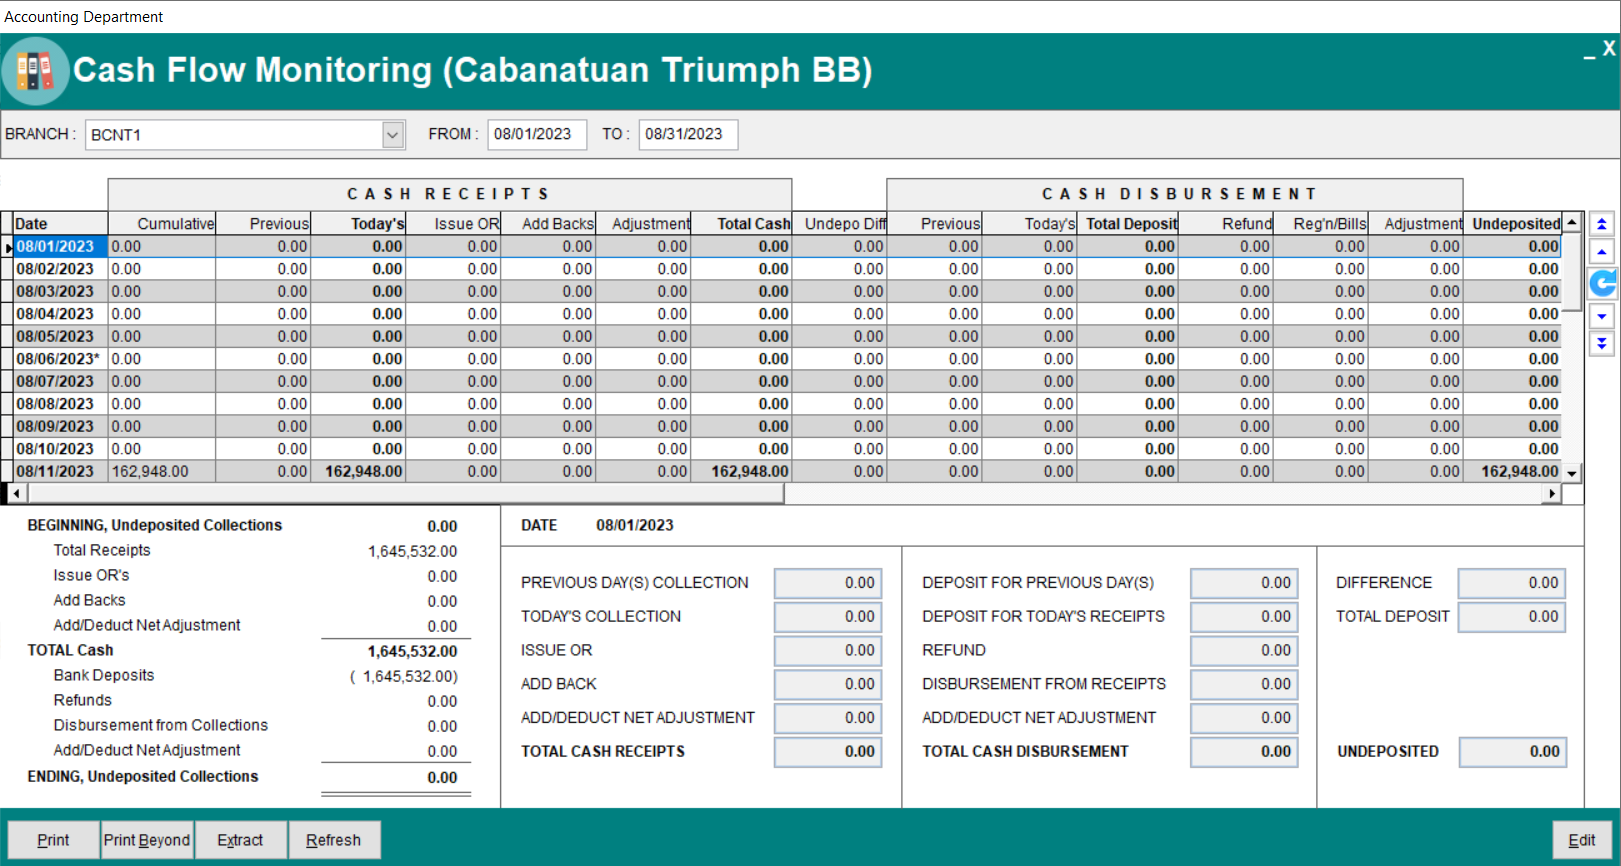 Accounting Department
Cash Flow Monitoring (Cabanatuan Triumph BB)
_ X
BRANCH : BCNT1 FROM : 08/01/2023 TO : 08/31/2023
CASH RECEIPTS CASH DISBURSEMENT
Date Cumulative Previous Today's Issue OR Add Backs Adjustment Total Cash Undepo Diff Previous Today's Total Deposit Refund Reg'n/Bills Adjustment Undeposited
08/01/2023 0.00 0.00 0.00 0.00 0.00 0.00 0.00 0.00 0.00 0.00 0.00 0.00 0.00 0.00 0.00
08/02/2023 0.00 0.00 0.00 0.00 0.00 0.00 0.00 0.00 0.00 0.00 0.00 0.00 0.00 0.00 0.00
08/03/2023 0.00 0.00 0.00 0.00 0.00 0.00 0.00 0.00 0.00 0.00 0.00 0.00 0.00 0.00 0.00
08/04/2023 0.00 0.00 0.00 0.00 0.00 0.00 0.00 0.00 0.00 0.00 0.00 0.00 0.00 0.00 0.00
08/05/2023 0.00 0.00 0.00 0.00 0.00 0.00 0.00 0.00 0.00 0.00 0.00 0.00 0.00 0.00 0.00
08/06/2023* 0.00 0.00 0.00 0.00 0.00 0.00 0.00 0.00 0.00 0.00 0.00 0.00 0.00 0.00 0.00
08/07/2023 0.00 0.00 0.00 0.00 0.00 0.00 0.00 0.00 0.00 0.00 0.00 0.00 0.00 0.00 0.00
08/08/2023 0.00 0.00 0.00 0.00 0.00 0.00 0.00 0.00 0.00 0.00 0.00 0.00 0.00 0.00 0.00
08/09/2023 0.00 0.00 0.00 0.00 0.00 0.00 0.00 0.00 0.00 0.00 0.00 0.00 0.00 0.00 0.00
08/10/2023 0.00 0.00 0.00 0.00 0.00 0.00 0.00 0.00 0.00 0.00 0.00 0.00 0.00 0.00 0.00
08/11/2023 162,948.00 0.00 162,948.00 0.00 0.00 0.00 162,948.00 0.00 0.00 0.00 0.00 0.00 0.00 0.00 162,948.00
BEGINNING, Undeposited Collections 0.00
Total Receipts 1,645,532.00
Issue OR's 0.00
Add Backs 0.00
Add/Deduct Net Adjustment 0.00
TOTAL Cash 1,645,532.00
Bank Deposits ( 1,645,532.00)
Refunds 0.00
Disbursement from Collections 0.00
Add/Deduct Net Adjustment 0.00
ENDING, Undeposited Collections 0.00
DATE 08/01/2023
PREVIOUS DAY(S) COLLECTION 0.00
TODAY'S COLLECTION 0.00
ISSUE OR 0.00
ADD BACK 0.00
ADD/DEDUCT NET ADJUSTMENT 0.00
TOTAL CASH RECEIPTS 0.00
DEPOSIT FOR PREVIOUS DAY(S) 0.00
DEPOSIT FOR TODAY'S RECEIPTS 0.00
REFUND 0.00
DISBURSEMENT FROM RECEIPTS 0.00
ADD/DEDUCT NET ADJUSTMENT 0.00
TOTAL CASH DISBURSEMENT 0.00
DIFFERENCE 0.00
TOTAL DEPOSIT 0.00
UNDEPOSITED 0.00
Print Print Beyond Extract Refresh Edit